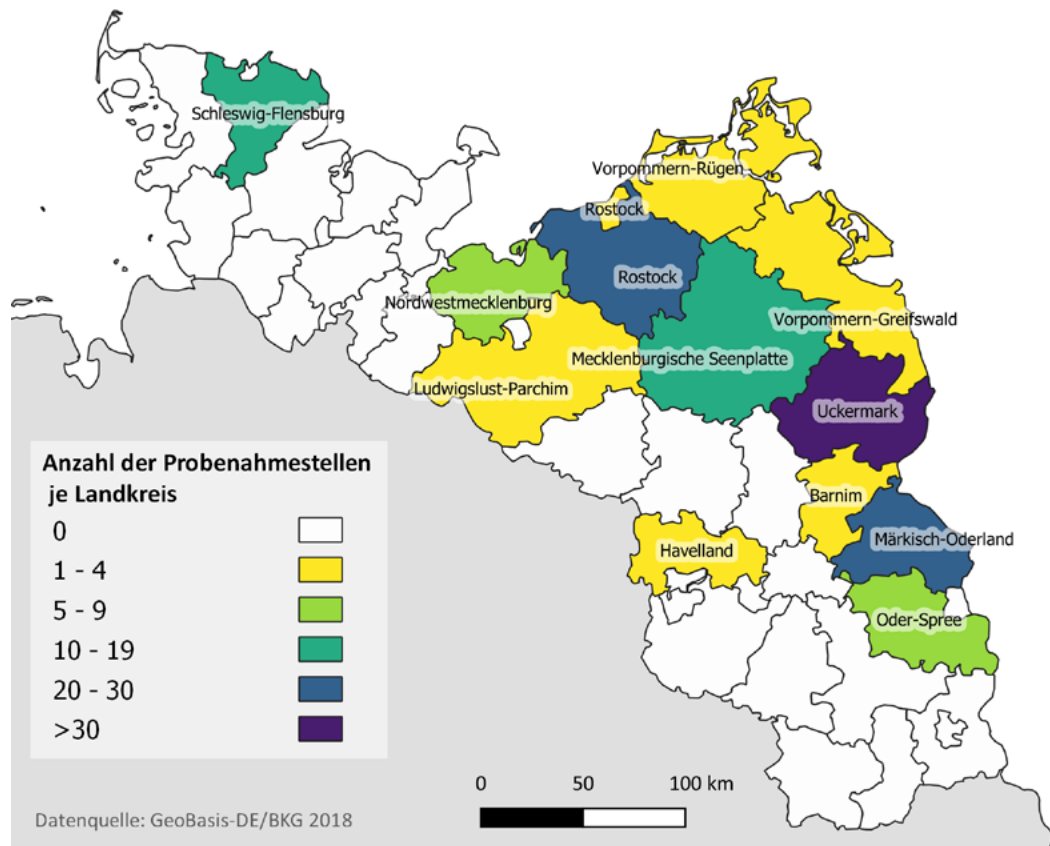 Schleswig-Flensburg
Vorpommern-Rügen
Rostock
Rostock
Nordwestmecklenburg
Vorpommern-Greifswald
Mecklenburgische Seenplatte
Ludwigslust-Parchim
Uckermark
Barnim
Märkisch-Oderland
Havelland
Oder-Spree
Anzahl der Probenahmestellen
je Landkreis
0
1 - 4
5 - 9
10 - 19
20 - 30
>30
0 50 100 km
Datenquelle: GeoBasis-DE/BKG 2018